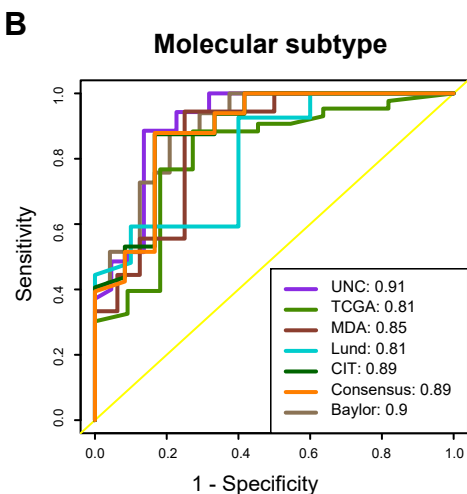 B
Molecular subtype
Sensitivity
1.0
0.8
0.6
0.4
0.2
0.0
UNC: 0.91
TCGA: 0.81
MDA: 0.85
Lund: 0.81
CIT: 0.89
Consensus: 0.89
Baylor: 0.9
0.0 0.2 0.4 0.6 0.8 1.0
1 - Specificity